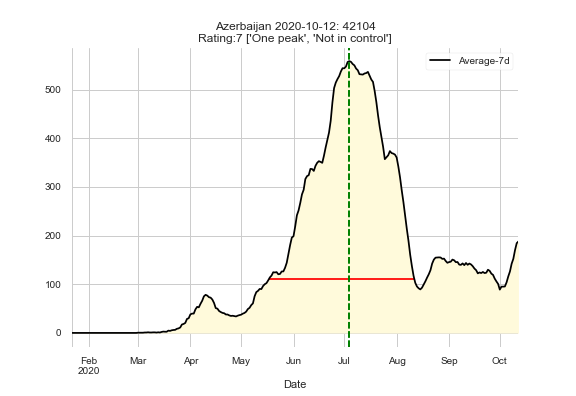 Azerbaijan 2020-10-12: 42104
Rating:7 ['One peak', 'Not in control']
Average-7d
500
400
300
200
100
0
Feb
2020
Mar
Apr
May
Jun
Jul
Aug
Sep
Oct
Date